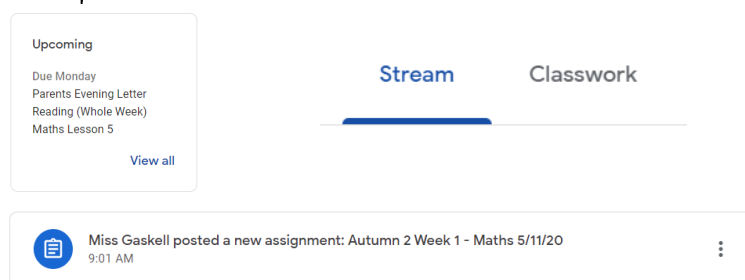 Upcoming
Due Monday
Parents Evening Letter
Reading (Whole Week)
Maths Lesson 5
View all
Stream Classwork
Miss Gaskell posted a new assignment: Autumn 2 Week 1 - Maths 5/11/20
9:01 AM